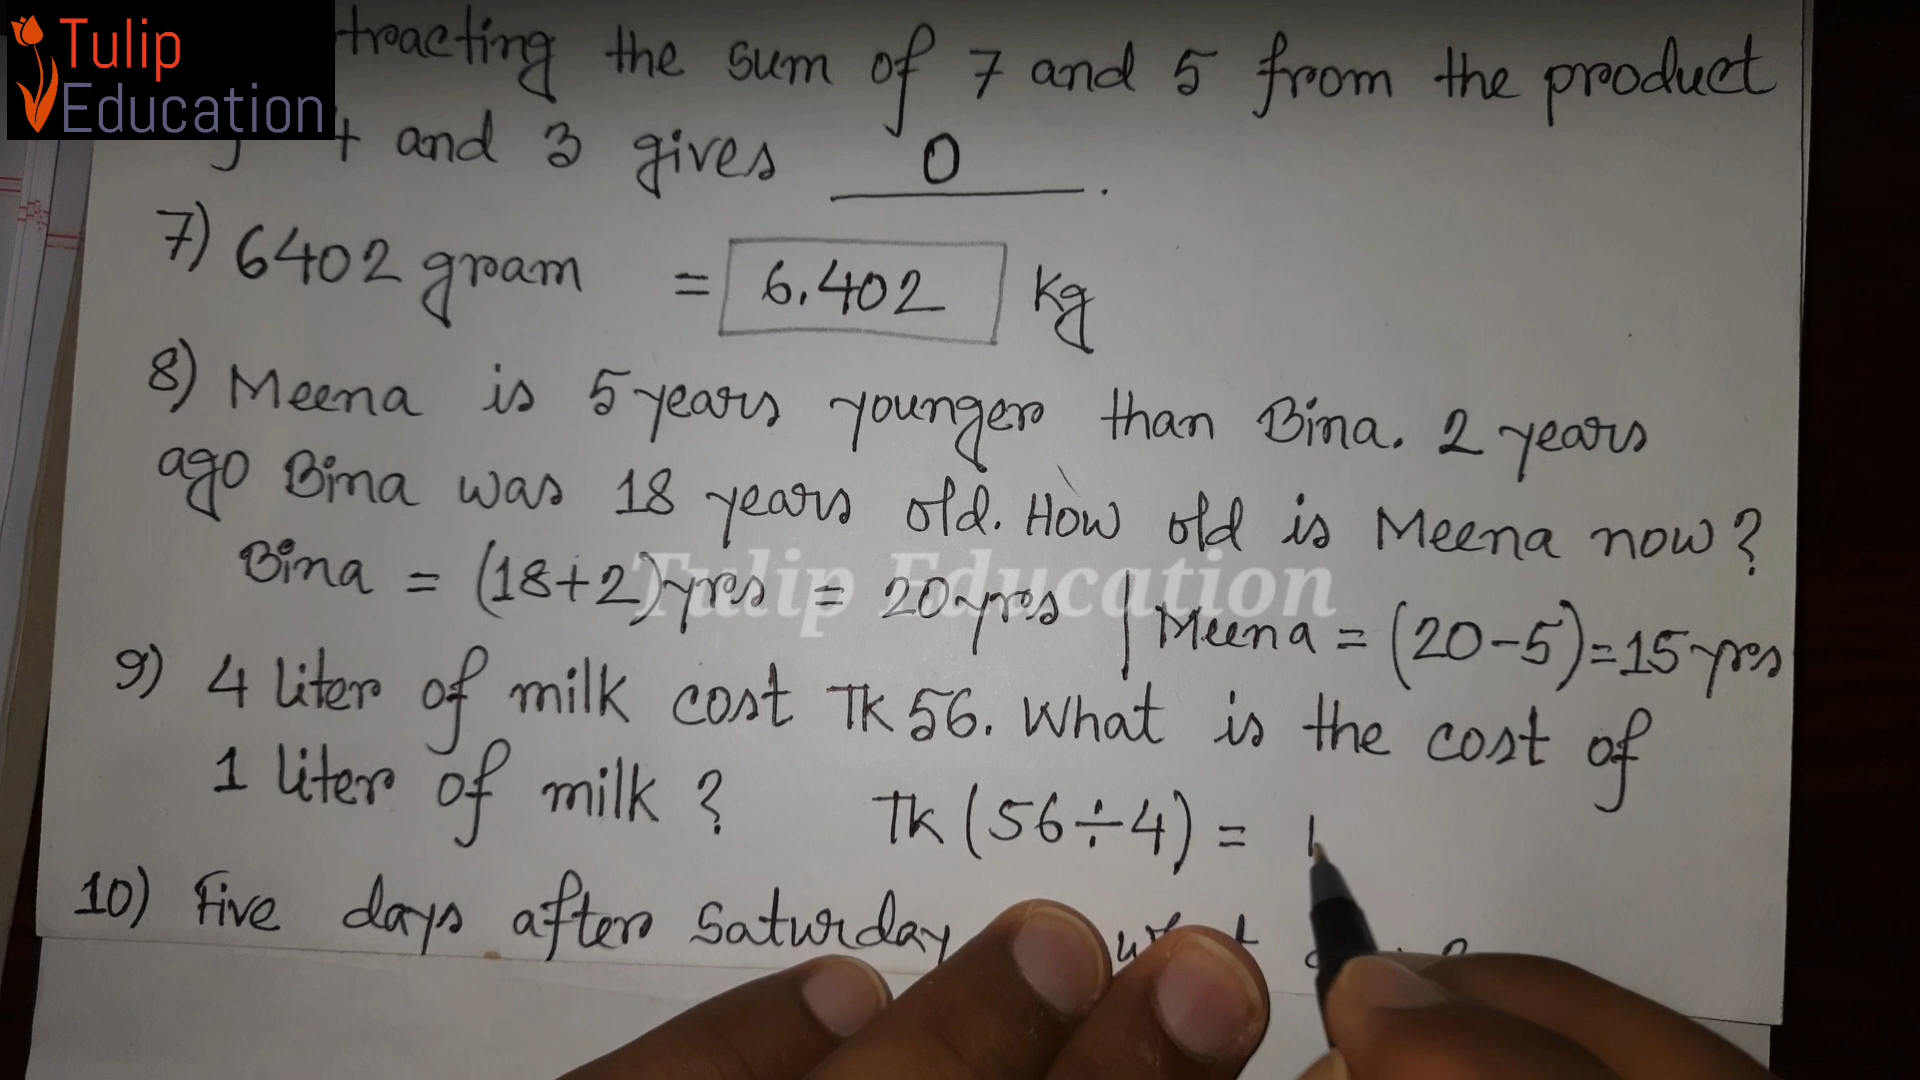 Tulip
Education
tracting the sum of 7 and 5 from the product
and 3 gives 0 .
7) 6402 gram = 6.402 kg
8) Meena is 5 years younger than Bina. 2 years
ago Bina was 18 years old. How old is Meena now?
Bina = (18+2) yrs = 20 yrs | Meena = (20-5)=15 yrs
Tulip Education
9) 4 liter of milk cost Tk 56. What is the cost of
1 liter of milk ? Tk (56÷4) = 1
10) Five days after Saturday